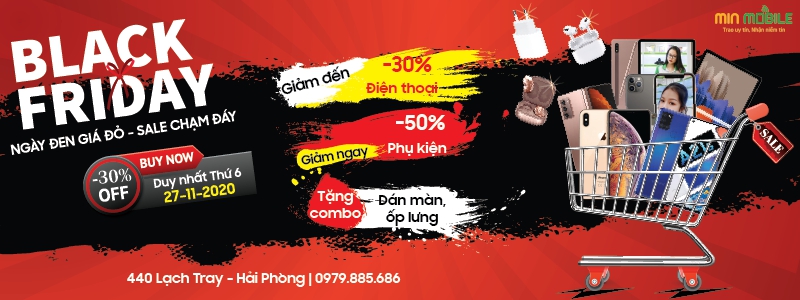 BLACK
FRIDAY
NGÀY ĐEN GIÁ ĐỎ - SALE CHẠM ĐÁY
-30%
OFF
BUY NOW
Duy nhất Thứ 6
27-11-2020
Giảm đến
-30%
Điện thoại
Giảm ngay
-50%
Phụ kiện
Tặng
combo
Dán màn,
ốp lưng
440 Lạch Tray - Hải Phòng | 0979.885.686
MIN MOBILE
Trao uy tín. Nhận niềm tin
SALE